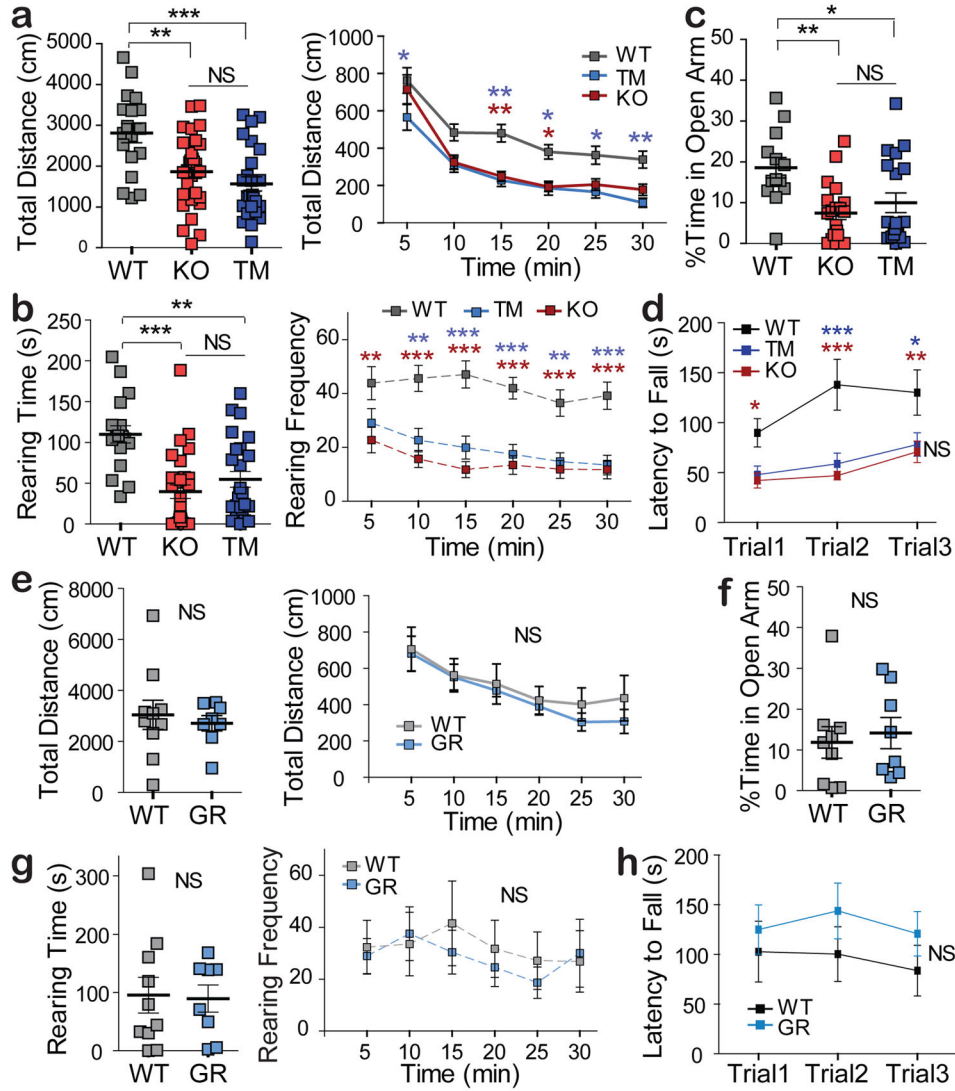 a
***
**
NS
Total Distance (cm)
5000
4000
3000
2000
1000
0
WT KO TM
Total Distance (cm)
1000
800
600
400
200
0
WT
TM
KO
* ** * * **
** *
5 10 15 20 25 30
Time (min)
c
*
**
NS
%Time in Open Arm
50
40
30
20
10
0
WT KO TM
b
**
***
NS
Rearing Time (s)
250
200
150
100
50
0
WT KO TM
Rearing Frequency
60
40
20
0
WT TM KO
** *** *** ** ***
** *** *** *** *** ***
5 10 15 20 25 30
Time (min)
d
Latency to Fall (s)
200
150
100
50
0
WT
TM
KO
*** *
* *** **
NS
Trial1 Trial2 Trial3
e
Total Distance (cm)
8000
6000
4000
2000
0
NS
WT GR
Total Distance (cm)
1000
800
600
400
200
0
NS
WT
GR
5 10 15 20 25 30
Time (min)
f
%Time in Open Arm
50
40
30
20
10
0
NS
WT GR
g
Rearing Time (s)
300
200
100
0
NS
WT GR
Rearing Frequency
60
40
20
0
WT
GR
NS
5 10 15 20 25 30
Time (min)
h
Latency to Fall (s)
200
150
100
50
0
NS
WT
GR
Trial1 Trial2 Trial3